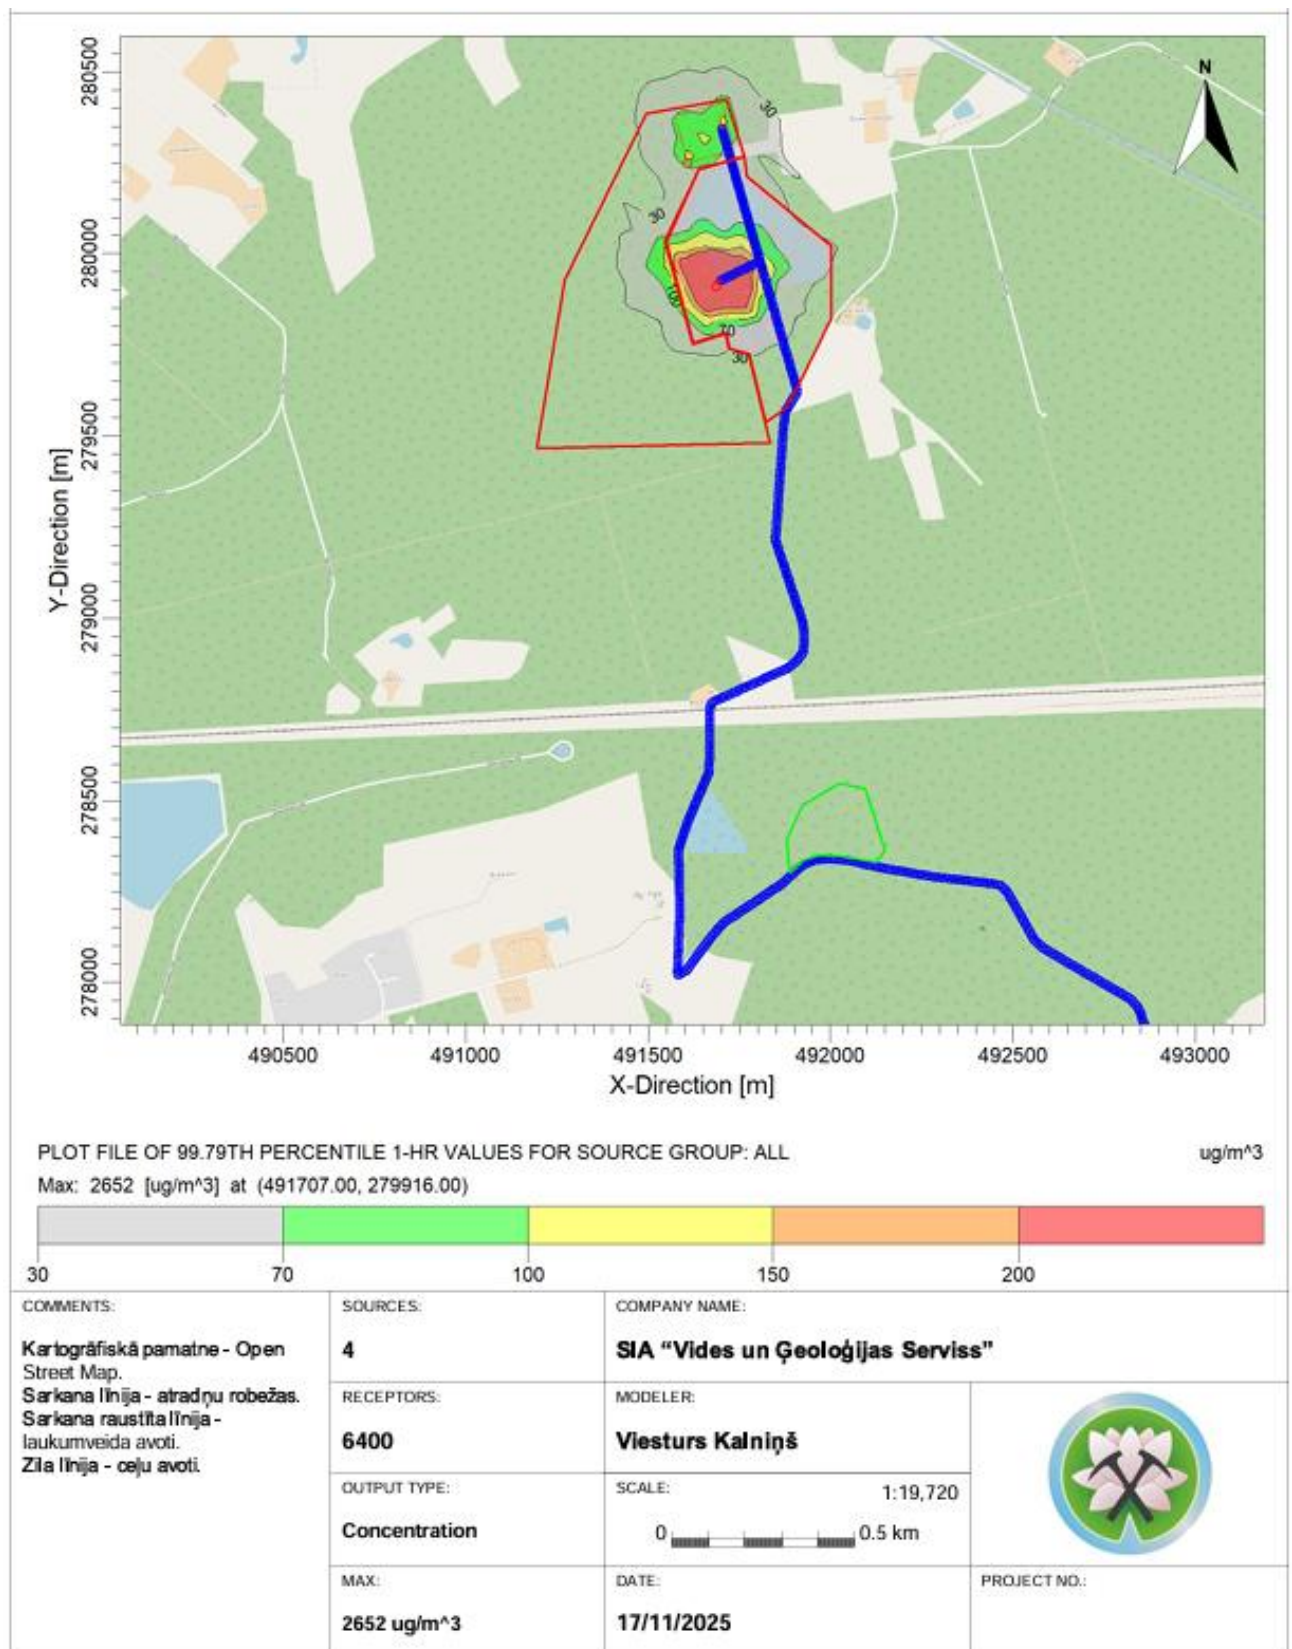 N
280500
280000
279500
279000
278500
278000
Y-Direction [m]
30
30
100
70
30
490500
491000
491500
492000
492500
493000
X-Direction [m]
PLOT FILE OF 99.79TH PERCENTILE 1-HR VALUES FOR SOURCE GROUP: ALL
ug/m^3
Max: 2652 [ug/m^3] at (491707.00, 279916.00)
30
70
100
150
200
COMMENTS:
Kartogrāfiskā pamatne - Open
Street Map.
Sarkana līnija - atradņu robežas.
Sarkana raustīta līnija -
laukumveida avoti.
Zila līnija - ceļu avoti.
SOURCES:
4
COMPANY NAME:
SIA “Vides un Ģeoloģijas Serviss”
RECEPTORS:
6400
MODELER:
Viesturs Kalniņš
OUTPUT TYPE:
Concentration
SCALE:
1:19,720
0
0.5 km
MAX:
2652 ug/m^3
DATE:
17/11/2025
PROJECT NO.: